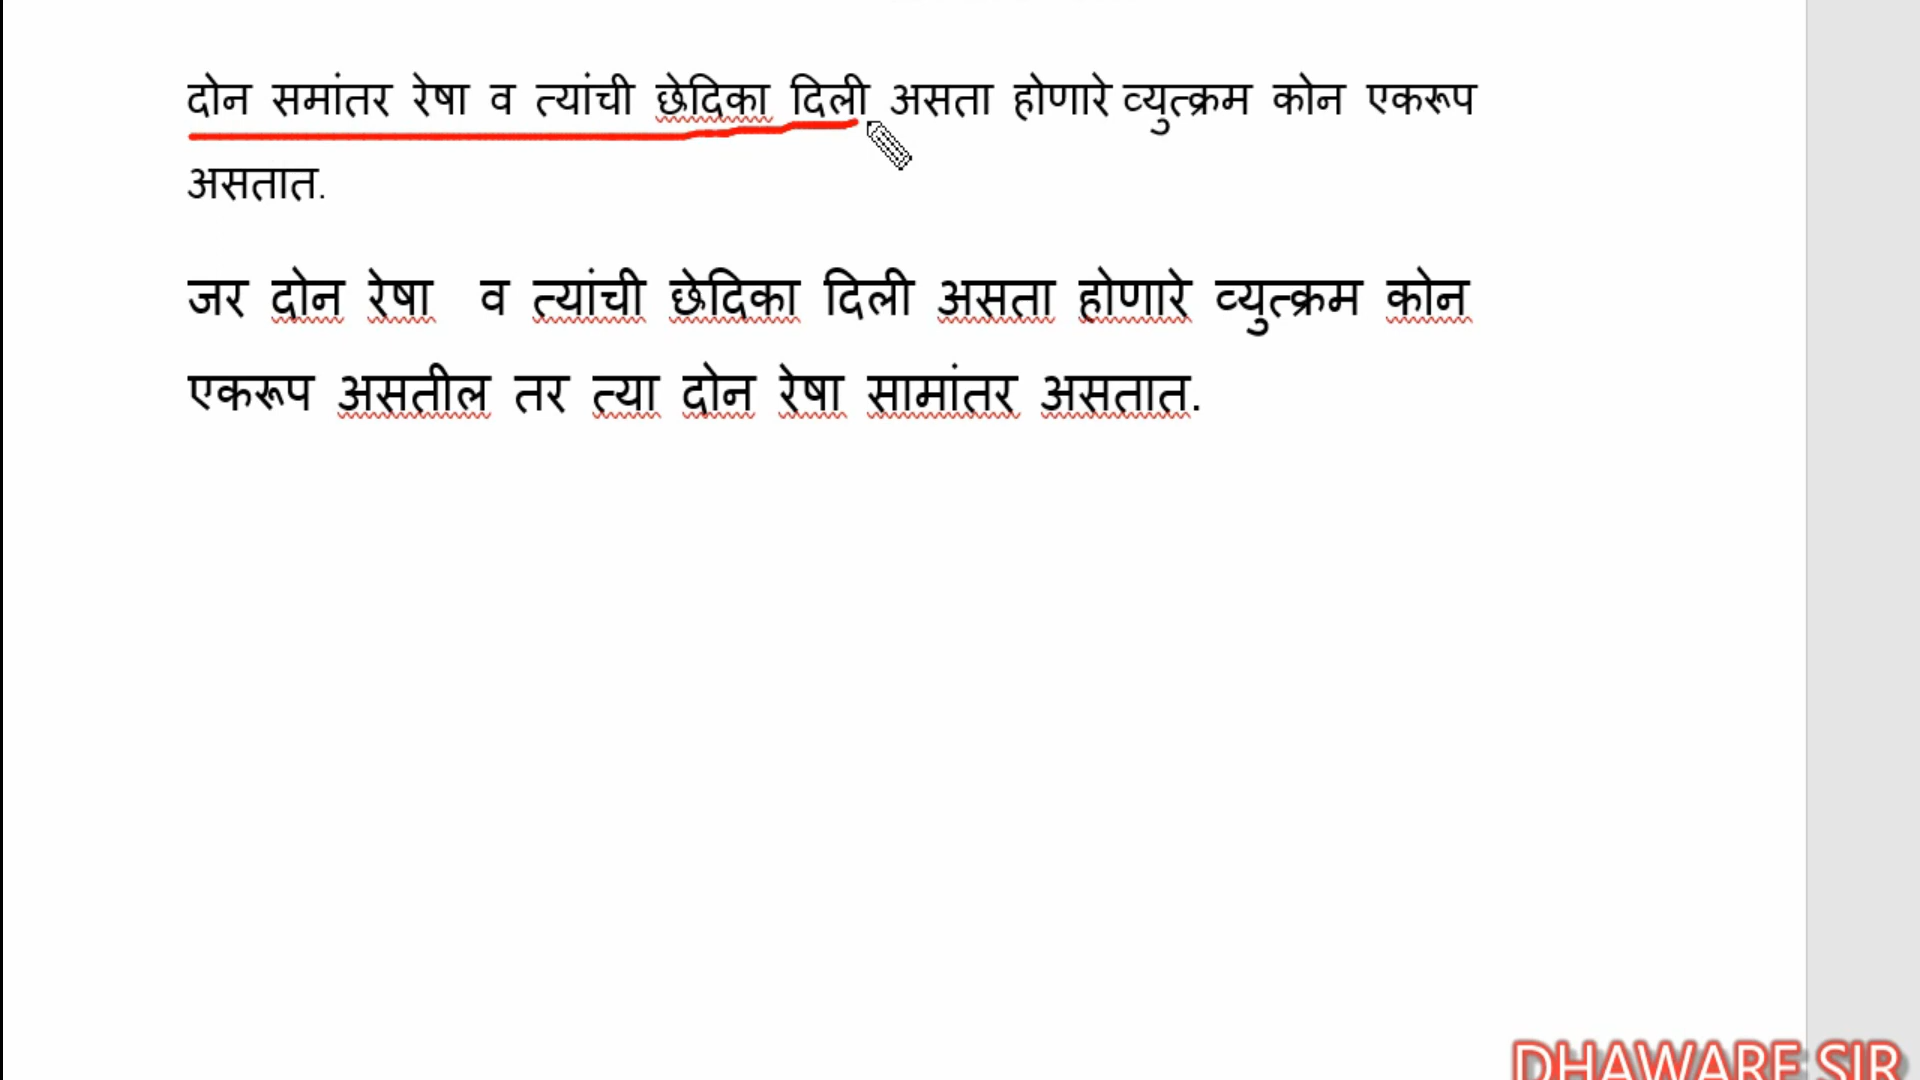 दोन समांतर रेषा व त्यांची छेदिका दिली असता होणारे व्युत्क्रम कोन एकरूप
असतात.
जर दोन रेषा व त्यांची छेदिका दिली असता होणारे व्युत्क्रम कोन
एकरूप असतील तर त्या दोन रेषा सामांतर असतात.
DHAWARE SIR